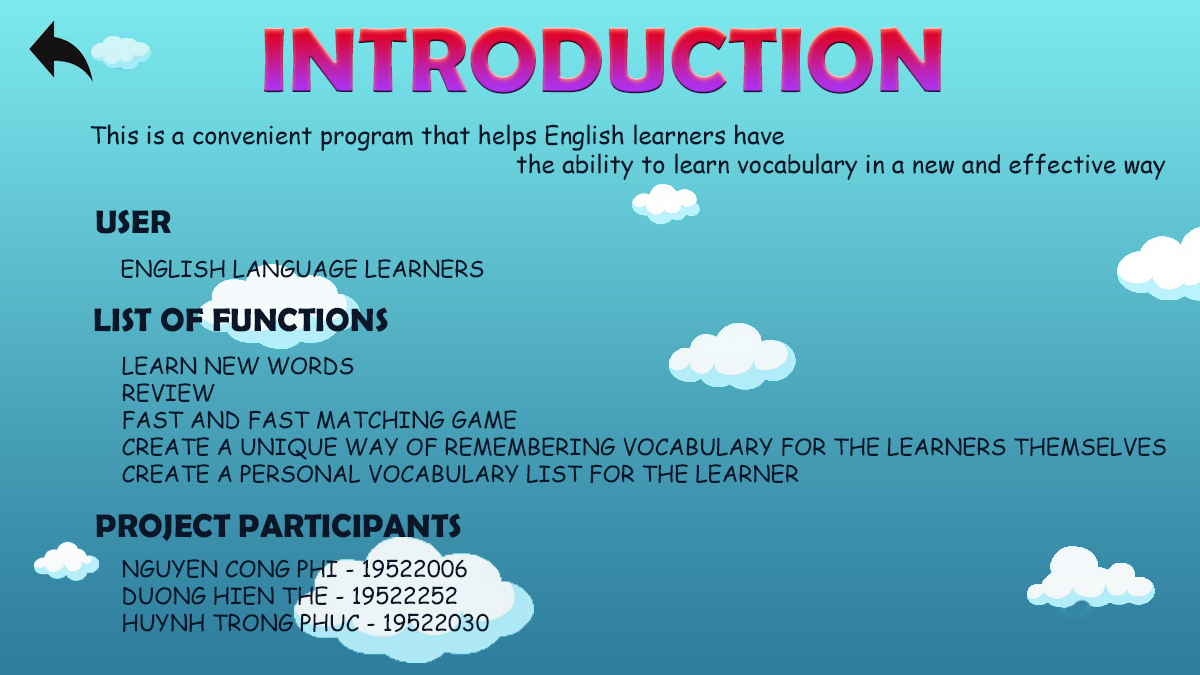 INTRODUCTION
This is a convenient program that helps English learners have
the ability to learn vocabulary in a new and effective way
USER
ENGLISH LANGUAGE LEARNERS
LIST OF FUNCTIONS
LEARN NEW WORDS
REVIEW
FAST AND FAST MATCHING GAME
CREATE A UNIQUE WAY OF REMEMBERING VOCABULARY FOR THE LEARNERS THEMSELVES
CREATE A PERSONAL VOCABULARY LIST FOR THE LEARNER
PROJECT PARTICIPANTS
NGUYEN CONG PHI - 19522006
DUONG HIEN THE - 19522252
HUYNH TRONG PHUC - 19522030